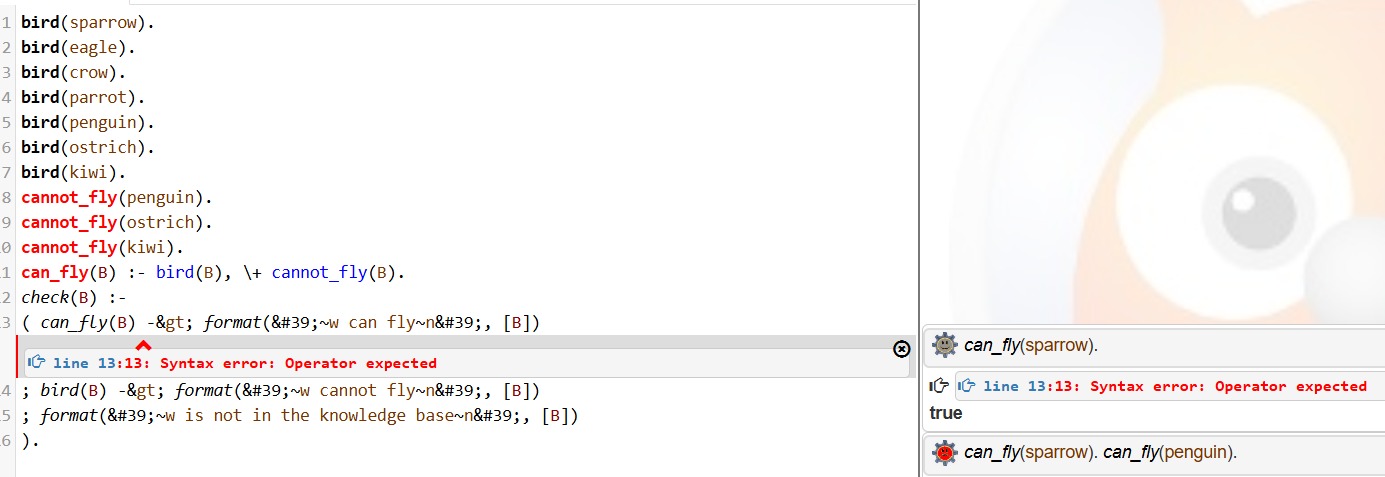 1 bird(sparrow).
2 bird(eagle).
3 bird(crow).
4 bird(parrot).
5 bird(penguin).
6 bird(ostrich).
7 bird(kiwi).
8 cannot_fly(penguin).
9 cannot_fly(ostrich).
0 cannot_fly(kiwi).
1 can_fly(B) :- bird(B), \+ cannot_fly(B).
2 check(B) :-
3 ( can_fly(B) -&gt; format(&#39;~w can fly~n&#39;, [B])
line 13:13: Syntax error: Operator expected
4 ; bird(B) -&gt; format(&#39;~w cannot fly~n&#39;, [B])
5 ; format(&#39;~w is not in the knowledge base~n&#39;, [B])
6 ).
can_fly(sparrow).
line 13:13: Syntax error: Operator expected
true
can_fly(sparrow). can_fly(penguin).